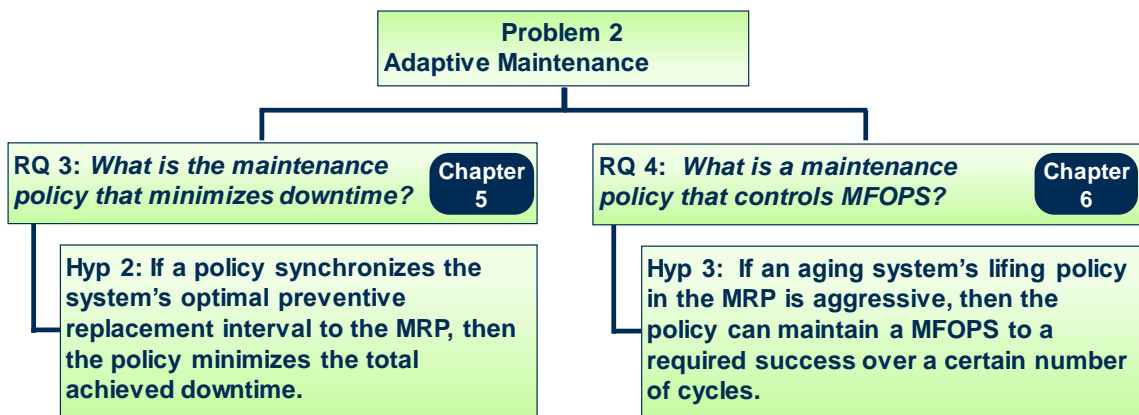 Problem 2
Adaptive Maintenance
RQ 3: What is the maintenance
policy that minimizes downtime?
Chapter
5
Hyp 2: If a policy synchronizes the
system's optimal preventive
replacement interval to the MRP, then
the policy minimizes the total
achieved downtime.
RQ 4: What is a maintenance
policy that controls MFOPS?
Chapter
6
Hyp 3: If an aging system's lifing policy
in the MRP is aggressive, then the
policy can maintain a MFOPS to a
required success over a certain number
of cycles.